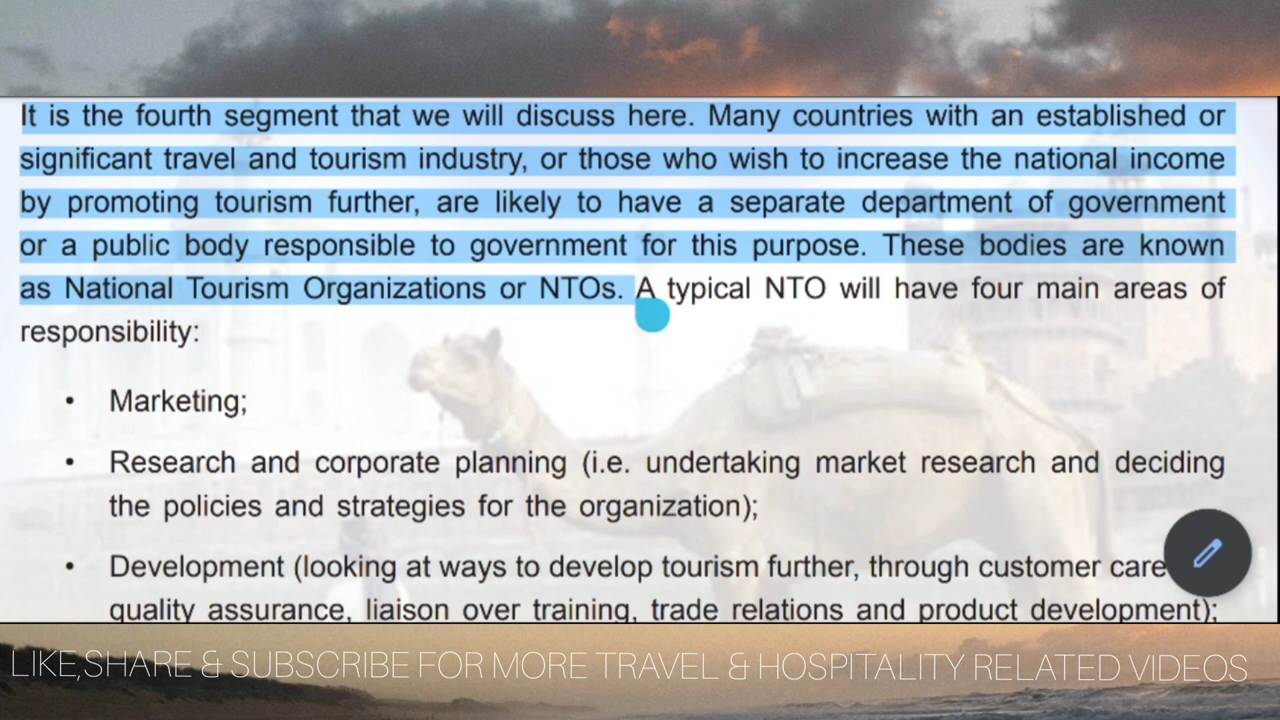 It is the fourth segment that we will discuss here. Many countries with an established or
significant travel and tourism industry, or those who wish to increase the national income
by promoting tourism further, are likely to have a separate department of government
or a public body responsible to government for this purpose. These bodies are known
as National Tourism Organizations or NTOs. A typical NTO will have four main areas of
responsibility:
• Marketing;
• Research and corporate planning (i.e. undertaking market research and deciding
the policies and strategies for the organization);
• Development (looking at ways to develop tourism further, through customer care
quality assurance, liaison over training, trade relations and product development);
LIKE,SHARE & SUBSCRIBE FOR MORE TRAVEL & HOSPITALITY RELATED VIDEOS